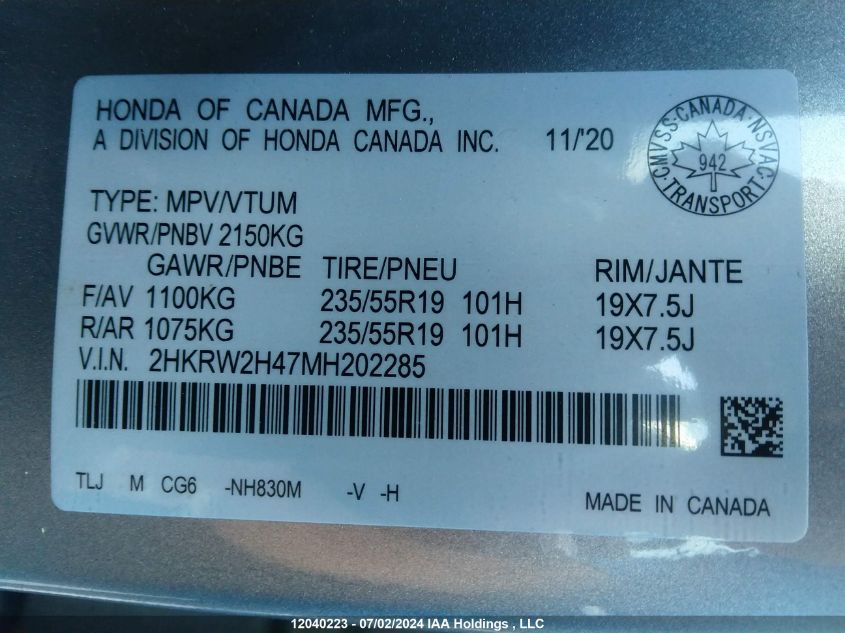 HONDA OF CANADA MFG.,
A DIVISION OF HONDA CANADA INC. 11/'20
CMVSS·CANADA·NSVAC
942
TRANSPORT
TYPE: MPV/VTUM
GVWR/PNBV 2150KG
GAWR/PNBE TIRE/PNEU RIM/JANTE
F/AV 1100KG 235/55R19 101H 19X7.5J
R/AR 1075KG 235/55R19 101H 19X7.5J
V.I.N. 2HKRW2H47MH202285
TLJ M CG6 -NH830M -V -H
MADE IN CANADA
12040223 - 07/02/2024 IAA Holdings , LLC